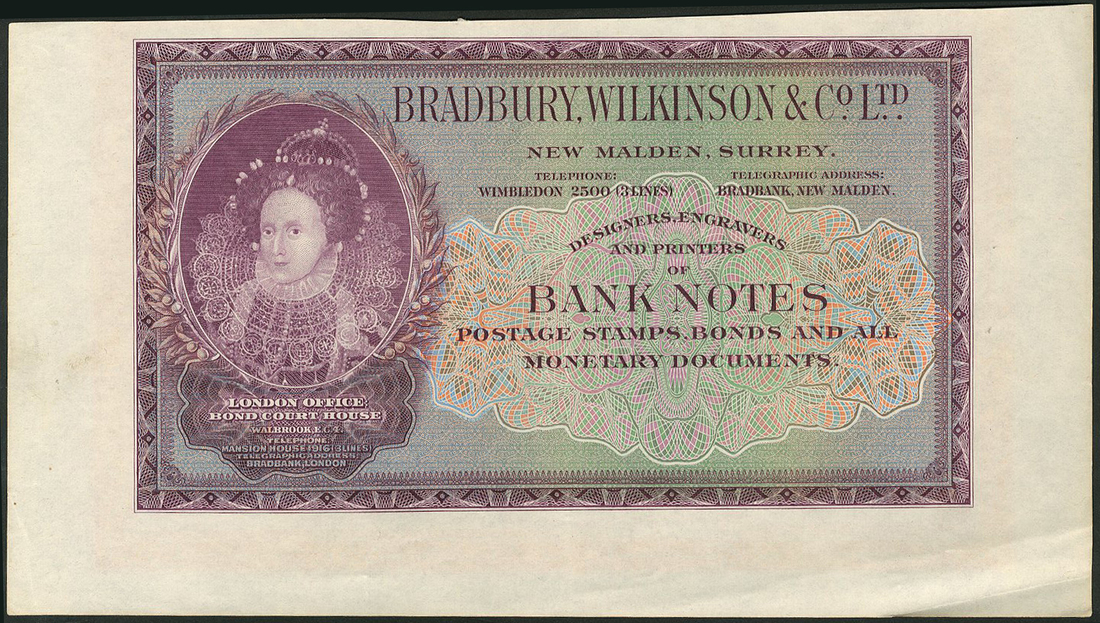 BRADBURY, WILKINSON & Cº. LTD.
NEW MALDEN, SURREY.
TELEPHONE:
WIMBLEDON 2500 (3 LINES)
TELEGRAPHIC ADDRESS:
BRADBANK, NEW MALDEN.
DESIGNERS, ENGRAVERS
AND PRINTERS
OF
BANK NOTES
POSTAGE STAMPS, BONDS AND ALL
MONETARY DOCUMENTS.
LONDON OFFICE:
BOND COURT HOUSE
WALBROOK, E.C.4.
TELEPHONE:
MANSION HOUSE 1916 (3 LINES)
TELEGRAPHIC ADDRESS:
BRADBANK, LONDON